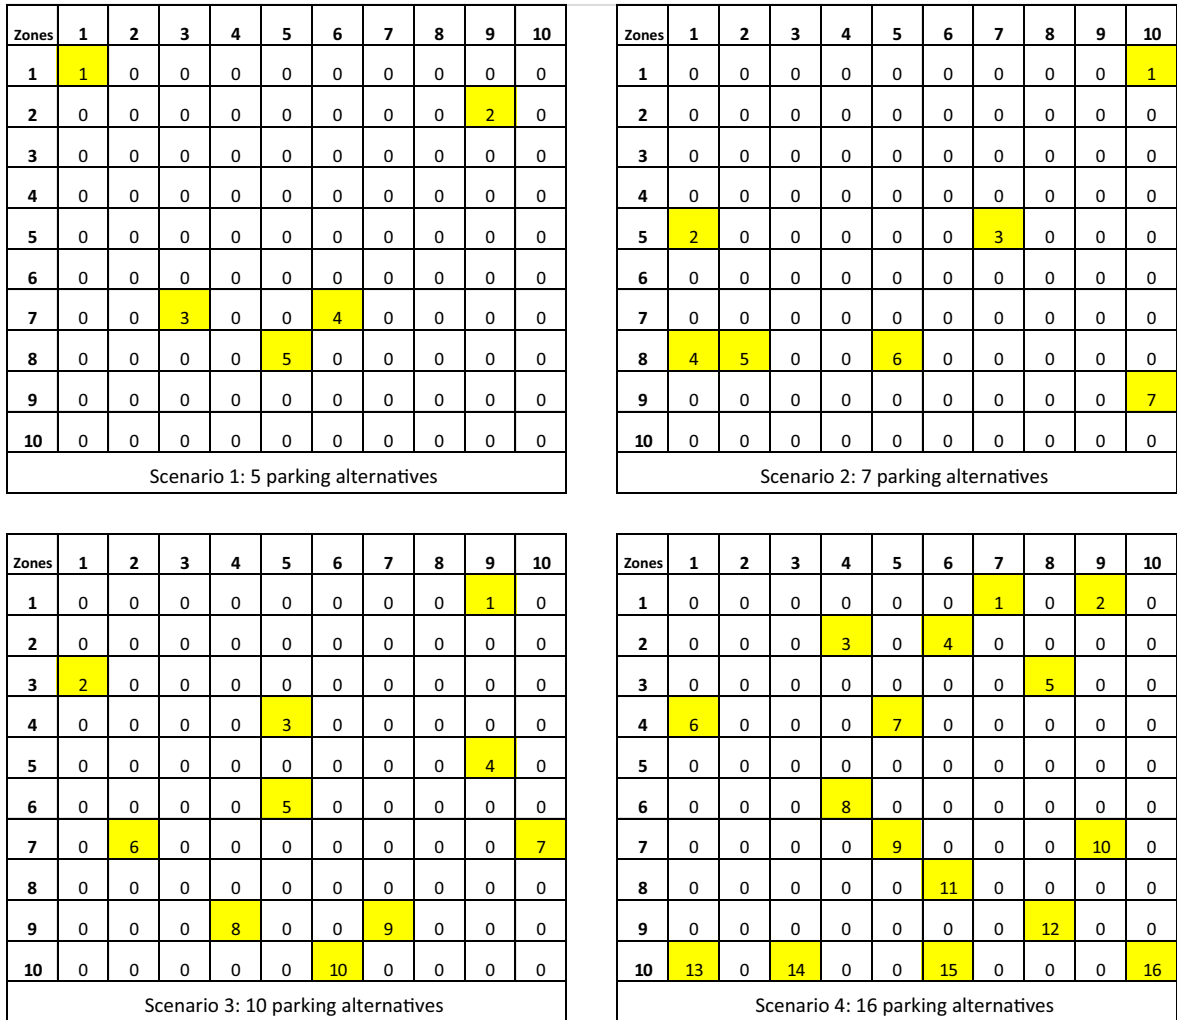 Zones 1 2 3 4 5 6 7 8 9 10
1 1 0 0 0 0 0 0 0 0 0
2 0 0 0 0 0 0 0 0 2 0
3 0 0 0 0 0 0 0 0 0 0
4 0 0 0 0 0 0 0 0 0 0
5 0 0 0 0 0 0 0 0 0 0
6 0 0 0 0 0 0 0 0 0 0
7 0 0 3 0 0 4 0 0 0 0
8 0 0 0 0 5 0 0 0 0 0
9 0 0 0 0 0 0 0 0 0 0
10 0 0 0 0 0 0 0 0 0 0
Scenario 1: 5 parking alternatives
Zones 1 2 3 4 5 6 7 8 9 10
1 0 0 0 0 0 0 0 0 0 1
2 0 0 0 0 0 0 0 0 0 0
3 0 0 0 0 0 0 0 0 0 0
4 0 0 0 0 0 0 0 0 0 0
5 2 0 0 0 0 0 3 0 0 0
6 0 0 0 0 0 0 0 0 0 0
7 0 0 0 0 0 0 0 0 0 0
8 4 5 0 0 6 0 0 0 0 0
9 0 0 0 0 0 0 0 0 0 7
10 0 0 0 0 0 0 0 0 0 0
Scenario 2: 7 parking alternatives
Zones 1 2 3 4 5 6 7 8 9 10
1 0 0 0 0 0 0 0 0 1 0
2 0 0 0 0 0 0 0 0 0 0
3 2 0 0 0 0 0 0 0 0 0
4 0 0 0 0 3 0 0 0 0 0
5 0 0 0 0 0 0 0 0 4 0
6 0 0 0 0 5 0 0 0 0 0
7 0 6 0 0 0 0 0 0 0 7
8 0 0 0 0 0 0 0 0 0 0
9 0 0 0 8 0 0 9 0 0 0
10 0 0 0 0 0 10 0 0 0 0
Scenario 3: 10 parking alternatives
Zones 1 2 3 4 5 6 7 8 9 10
1 0 0 0 0 0 0 1 0 2 0
2 0 0 0 3 0 4 0 0 0 0
3 0 0 0 0 0 0 0 5 0 0
4 6 0 0 0 7 0 0 0 0 0
5 0 0 0 0 0 0 0 0 0 0
6 0 0 0 8 0 0 0 0 0 0
7 0 0 0 0 9 0 0 0 10 0
8 0 0 0 0 0 11 0 0 0 0
9 0 0 0 0 0 0 0 12 0 0
10 13 0 14 0 0 15 0 0 0 16
Scenario 4: 16 parking alternatives